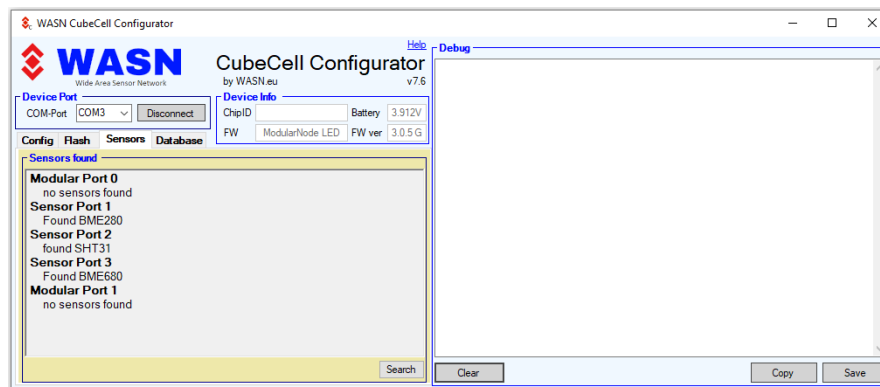 WASN CubeCell Configurator
WASN
Wide Area Sensor Network
Help
CubeCell Configurator
by WASN.eu v7.6
Device Port
COM-Port COM3 Disconnect
Device Info
ChipID Battery 3.912V
FW ModularNode LED FW ver 3.0.5 G
Config Flash Sensors Database
Sensors found
Modular Port 0
no sensors found
Sensor Port 1
Found BME280
Sensor Port 2
found SHT31
Sensor Port 3
Found BME680
Modular Port 1
no sensors found
Search
Debug
Clear Copy Save